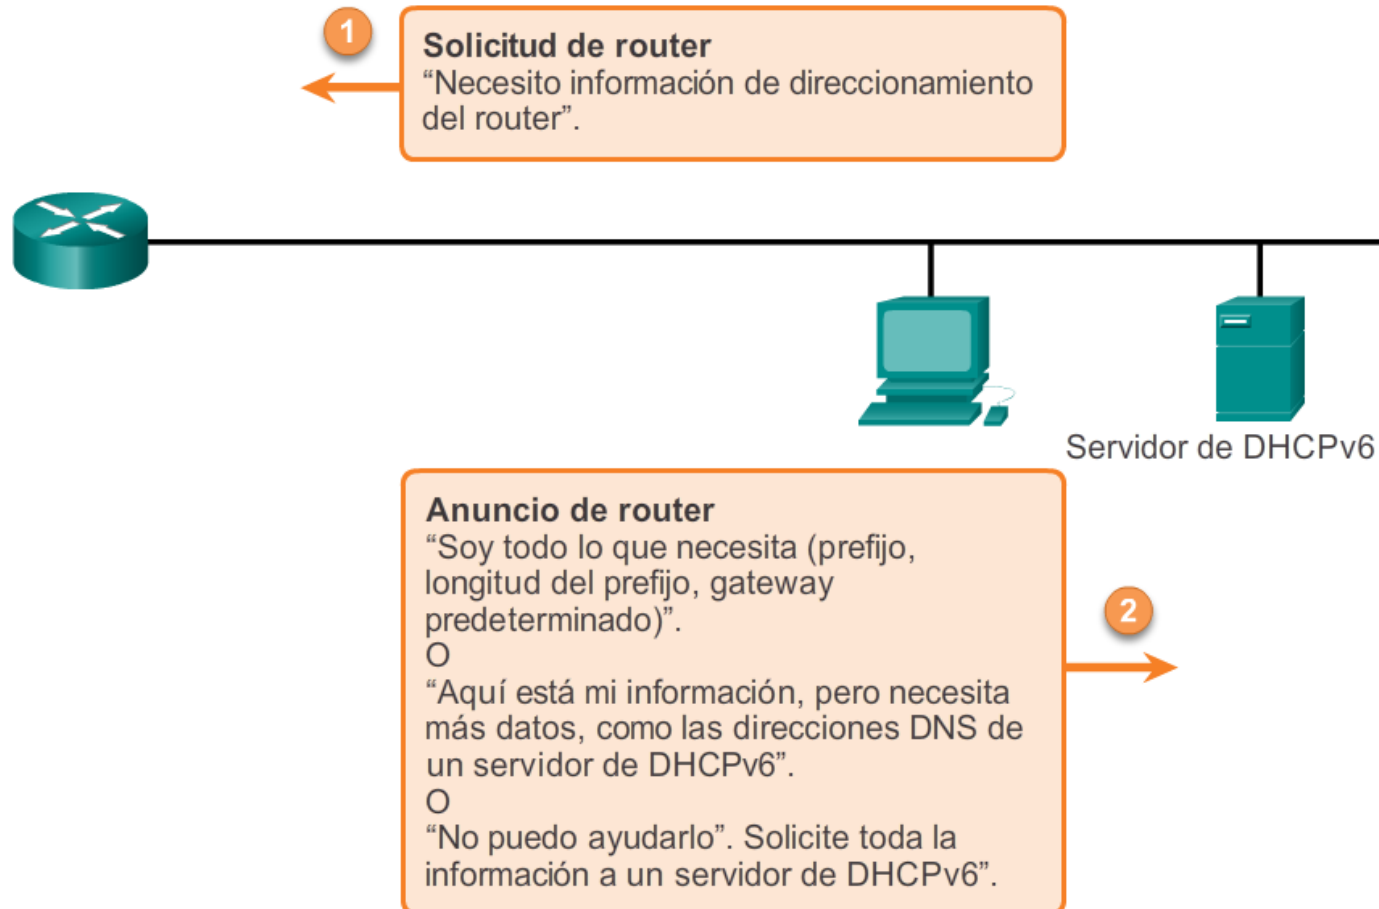 1
Solicitud de router
“Necesito información de direccionamiento
del router”.
Servidor de DHCPv6
Anuncio de router
“Soy todo lo que necesita (prefijo,
longitud del prefijo, gateway
predeterminado)”.
O
“Aquí está mi información, pero necesita
más datos, como las direcciones DNS de
un servidor de DHCPv6”.
O
“No puedo ayudarlo”. Solicite toda la
información a un servidor de DHCPv6”.
2